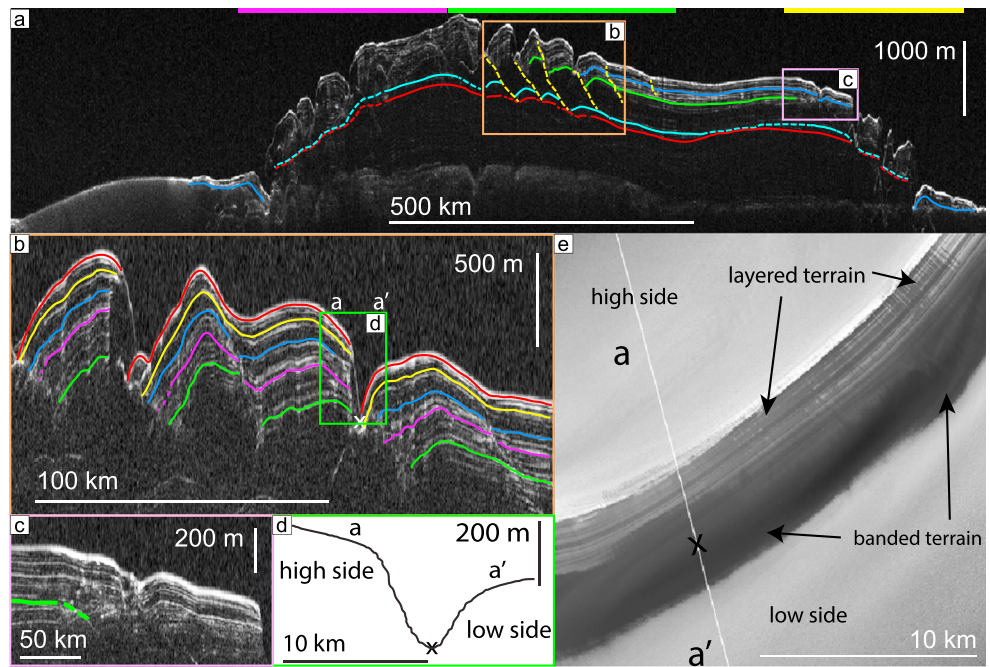 a
b
1000 m
c
500 km
b
500 m
a
a’
d
x
100 km
e
layered terrain
high side
a
x
banded terrain
low side
10 km
a’
c
200 m
50 km
d
a
200 m
high side
a’
x
low side
10 km